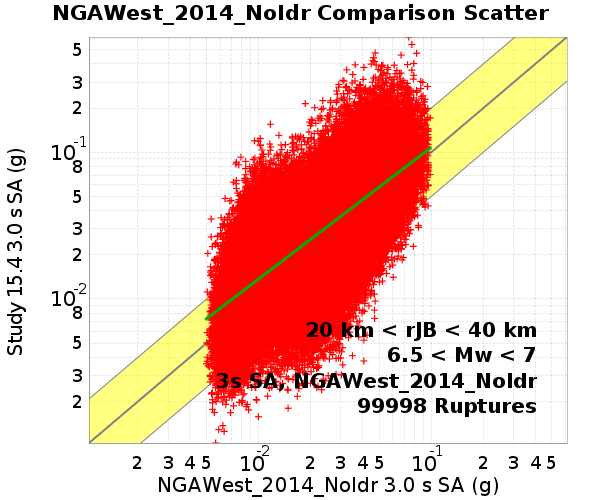 NGAWest_2014_NoIdr Comparison Scatter
Study 15.4 3.0 s SA (g)
5
3
2
10-1
8
5
3
2
10-2
8
5
3
2
20 km < rJB < 40 km
6.5 < Mw < 7
3s SA, NGAWest_2014_NoIdr
99998 Ruptures
2 3 4 5 10-2 2 3 4 5 10-1 2 3 4 5
NGAWest_2014_NoIdr 3.0 s SA (g)